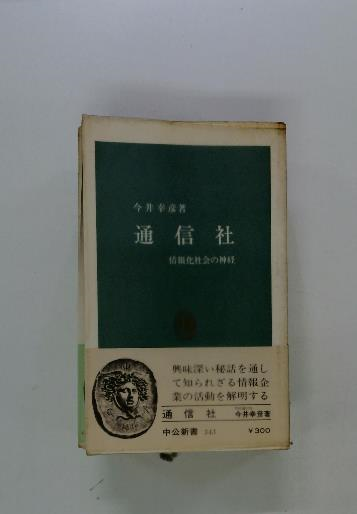 今井幸彦著
通信社
情報化社会の神経
興味深い秘話を通し
て知られざる情報企
業の活動を解明する
通信社 今井幸彦著
中公新書 343 ￥300